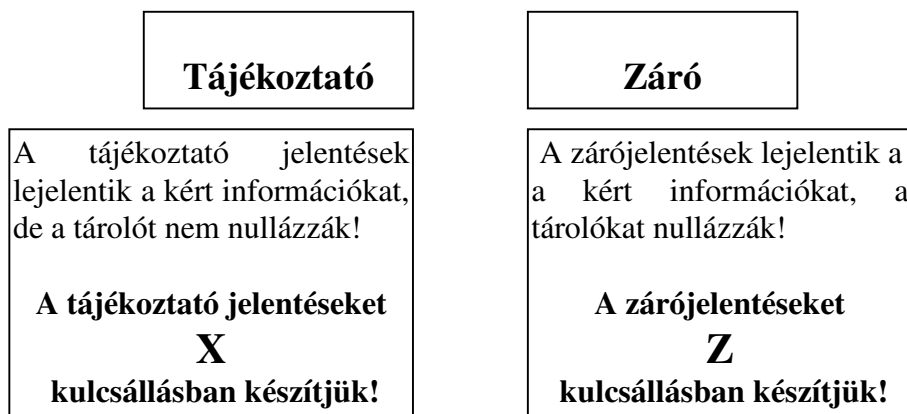 Tájékoztató
A tájékoztató jelentések
lejelentik a kért információkat,
de a tárolót nem nullázzák!
A tájékoztató jelentéseket
X
kulcsállásban készítjük!
Záró
A zárójelentések lejelentik a
a kért információkat, a
tárolókat nullázzák!
A zárójelentéseket
Z
kulcsállásban készítjük!